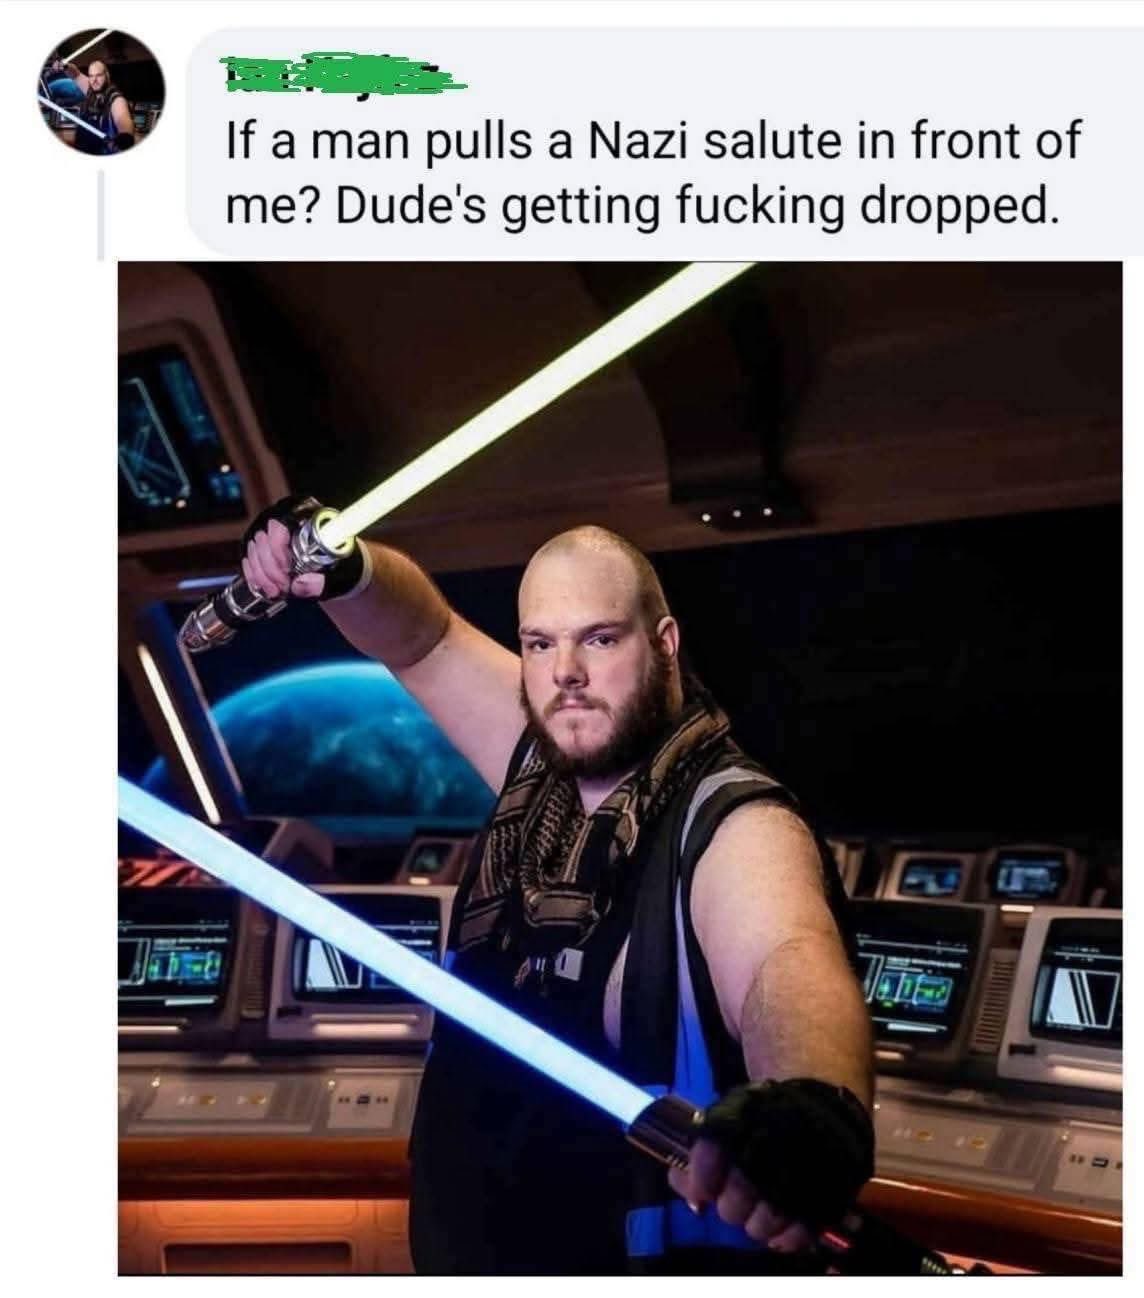 If a man pulls a Nazi salute in front of
me? Dude's getting fucking dropped.